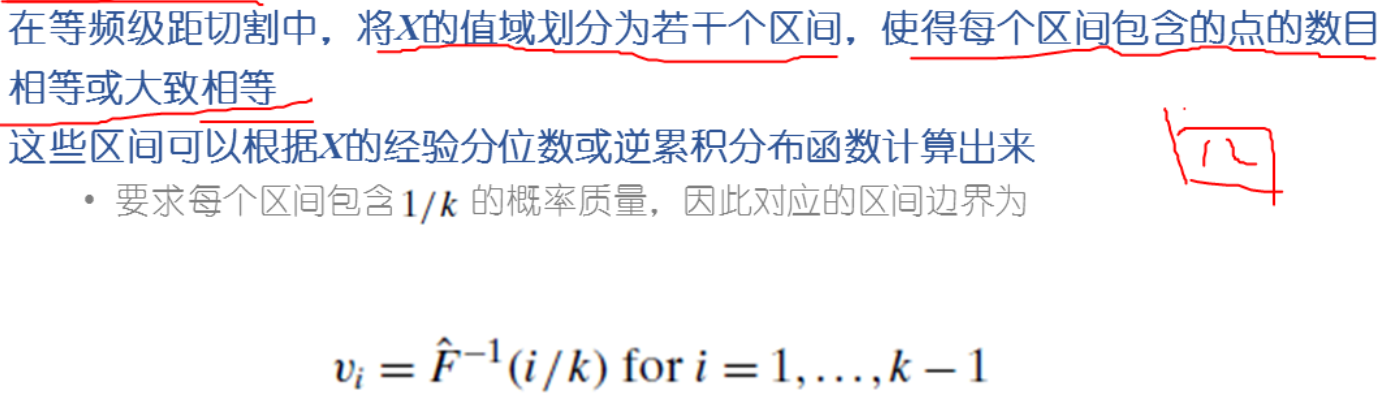 在等频级距切割中，将X的值域划分为若干个区间，使得每个区间包含的点的数目
相等或大致相等
这些区间可以根据X的经验分位数或逆累积分布函数计算出来
• 要求每个区间包含 1/k 的概率质量，因此对应的区间边界为
v_i = F̂⁻¹(i/k) for i = 1,...,k − 1